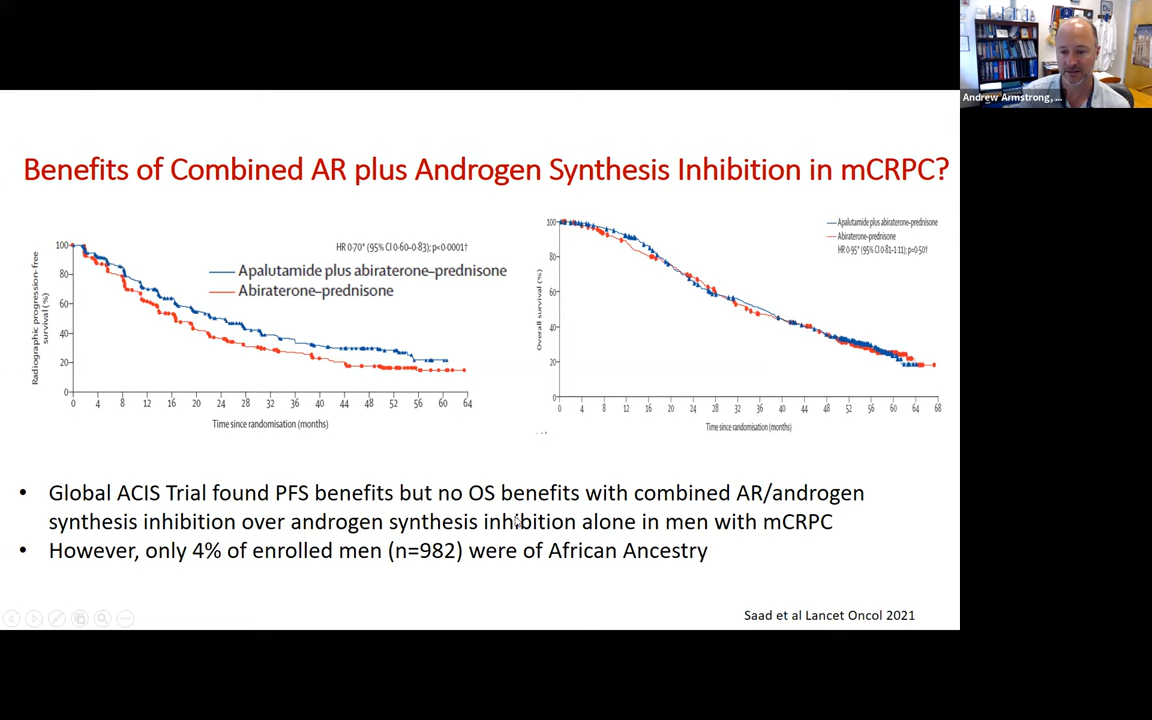 Andrew Armstrong, ...
Benefits of Combined AR plus Androgen Synthesis Inhibition in mCRPC?
Radiographic progression-free
survival (%)
100
80
60
40
20
0
HR 0·70* (95% CI 0·60–0·83); p<0·0001†
Apalutamide plus abiraterone–prednisone
Abiraterone–prednisone
0 4 8 12 16 20 24 28 32 36 40 44 48 52 56 60 64
Time since randomisation (months)
Overall survival (%)
100
80
60
40
20
0
Apalutamide plus abiraterone-prednisone
Abiraterone-prednisone
HR 0·95* (95% CI 0·81-1·11); p=0·50†
0 4 8 12 16 20 24 28 32 36 40 44 48 52 56 60 64 68
Time since randomisation (months)
• Global ACIS Trial found PFS benefits but no OS benefits with combined AR/androgen
synthesis inhibition over androgen synthesis inhibition alone in men with mCRPC
• However, only 4% of enrolled men (n=982) were of African Ancestry
Saad et al Lancet Oncol 2021